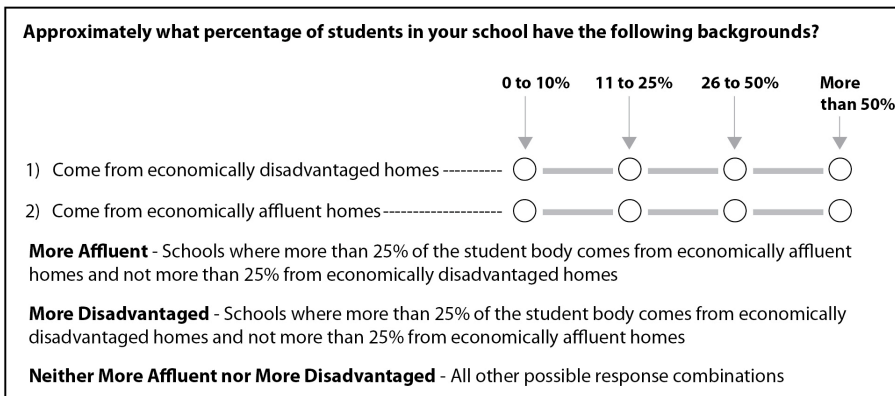 Approximately what percentage of students in your school have the following backgrounds?
0 to 10% 11 to 25% 26 to 50% More
than 50%
1) Come from economically disadvantaged homes ----------
2) Come from economically affluent homes --------------------
More Affluent - Schools where more than 25% of the student body comes from economically affluent
homes and not more than 25% from economically disadvantaged homes
More Disadvantaged - Schools where more than 25% of the student body comes from economically
disadvantaged homes and not more than 25% from economically affluent homes
Neither More Affluent nor More Disadvantaged - All other possible response combinations